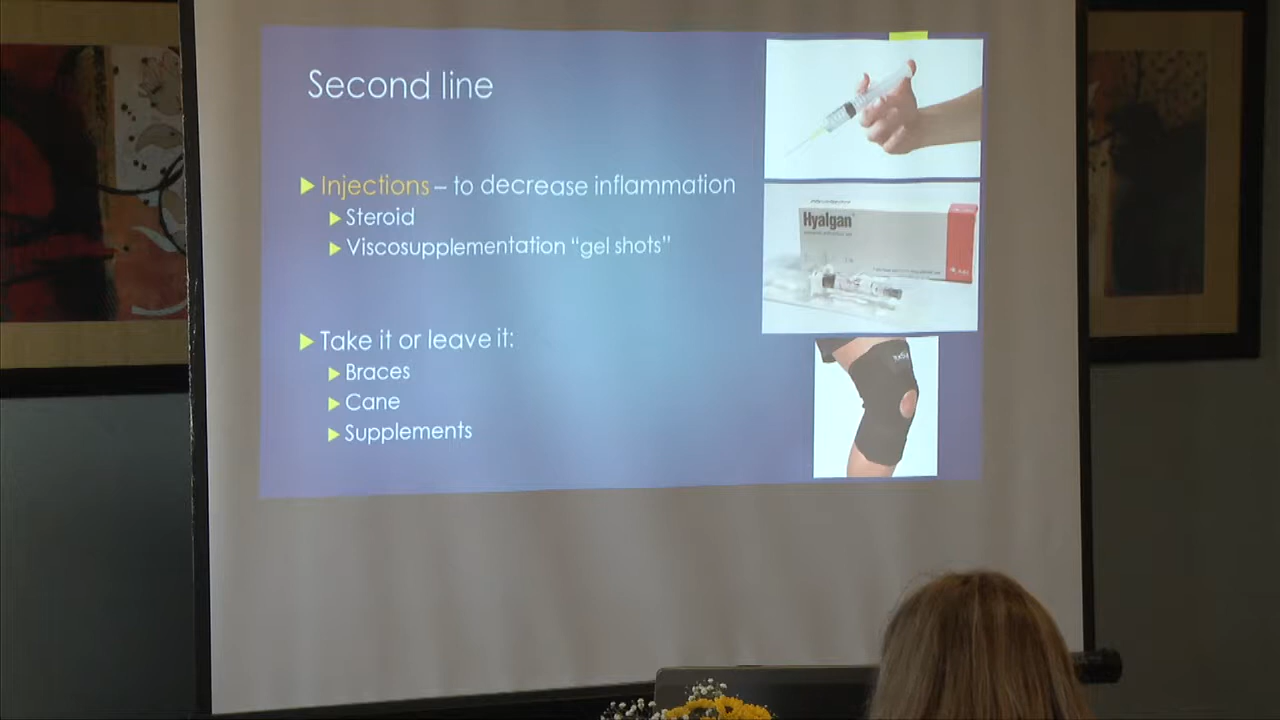 Second line
Injections – to decrease inflammation
Steroid
Viscosupplementation “gel shots”
Take it or leave it:
Braces
Cane
Supplements
Hyalgan